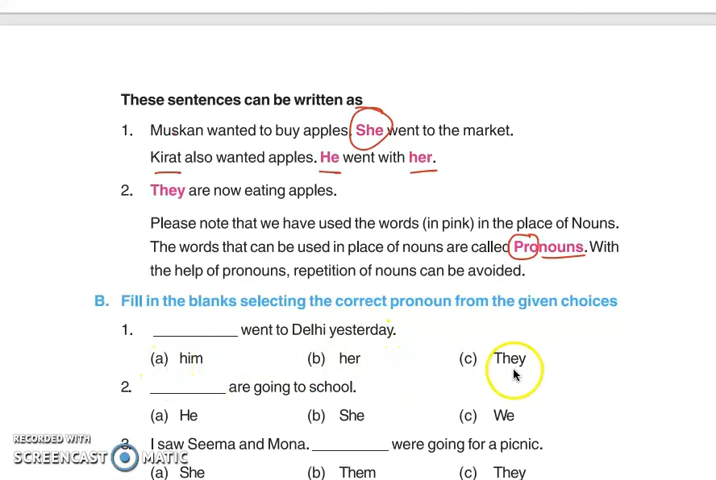 These sentences can be written as
1. Muskan wanted to buy apples. She went to the market.
Kirat also wanted apples. He went with her.
2. They are now eating apples.
Please note that we have used the words (in pink) in the place of Nouns.
The words that can be used in place of nouns are called Pronouns. With
the help of pronouns, repetition of nouns can be avoided.
B. Fill in the blanks selecting the correct pronoun from the given choices
1. ____________ went to Delhi yesterday.
(a) him (b) her (c) They
2. ___________ are going to school.
(a) He (b) She (c) We
3. I saw Seema and Mona. ___________ were going for a picnic.
(a) She (b) Them (c) They
RECORDED WITH
SCREENCAST MATIC